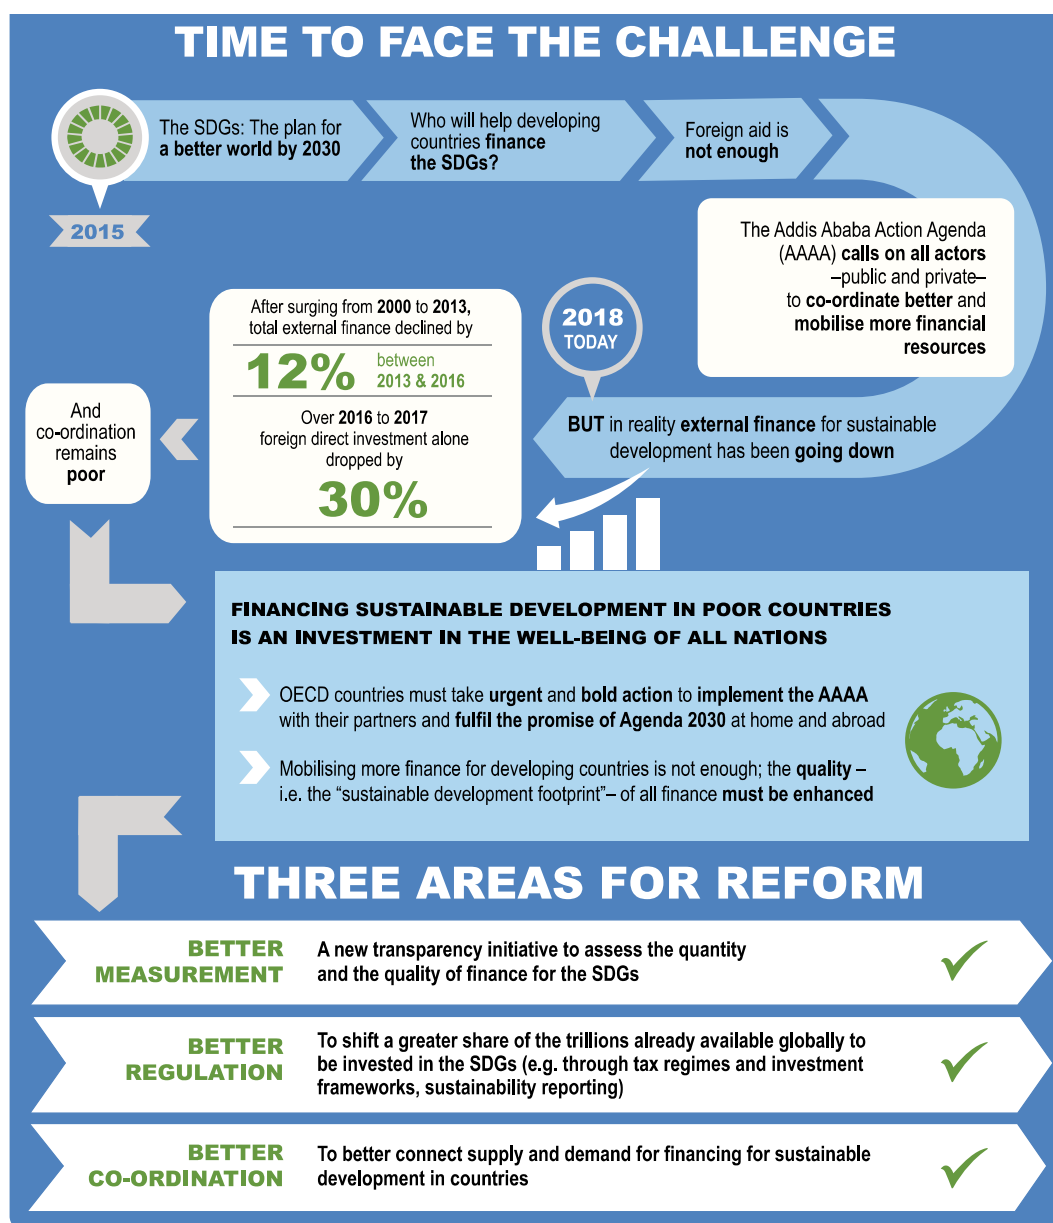 TIME TO FACE THE CHALLENGE
The SDGs: The plan for
a better world by 2030
Who will help developing
countries finance
the SDGs?
Foreign aid is
not enough
2015
The Addis Ababa Action Agenda
(AAAA) calls on all actors
–public and private–
to co-ordinate better and
mobilise more financial
resources
2018
TODAY
BUT in reality external finance for sustainable
development has been going down
After surging from 2000 to 2013,
total external finance declined by
12% between
2013 & 2016
Over 2016 to 2017
foreign direct investment alone
dropped by
30%
And
co-ordination
remains
poor
FINANCING SUSTAINABLE DEVELOPMENT IN POOR COUNTRIES
IS AN INVESTMENT IN THE WELL-BEING OF ALL NATIONS
OECD countries must take urgent and bold action to implement the AAAA
with their partners and fulfil the promise of Agenda 2030 at home and abroad
Mobilising more finance for developing countries is not enough; the quality –
i.e. the “sustainable development footprint”– of all finance must be enhanced
THREE AREAS FOR REFORM
BETTER
MEASUREMENT
A new transparency initiative to assess the quantity
and the quality of finance for the SDGs
BETTER
REGULATION
To shift a greater share of the trillions already available globally to
be invested in the SDGs (e.g. through tax regimes and investment
frameworks, sustainability reporting)
BETTER
CO-ORDINATION
To better connect supply and demand for financing for sustainable
development in countries